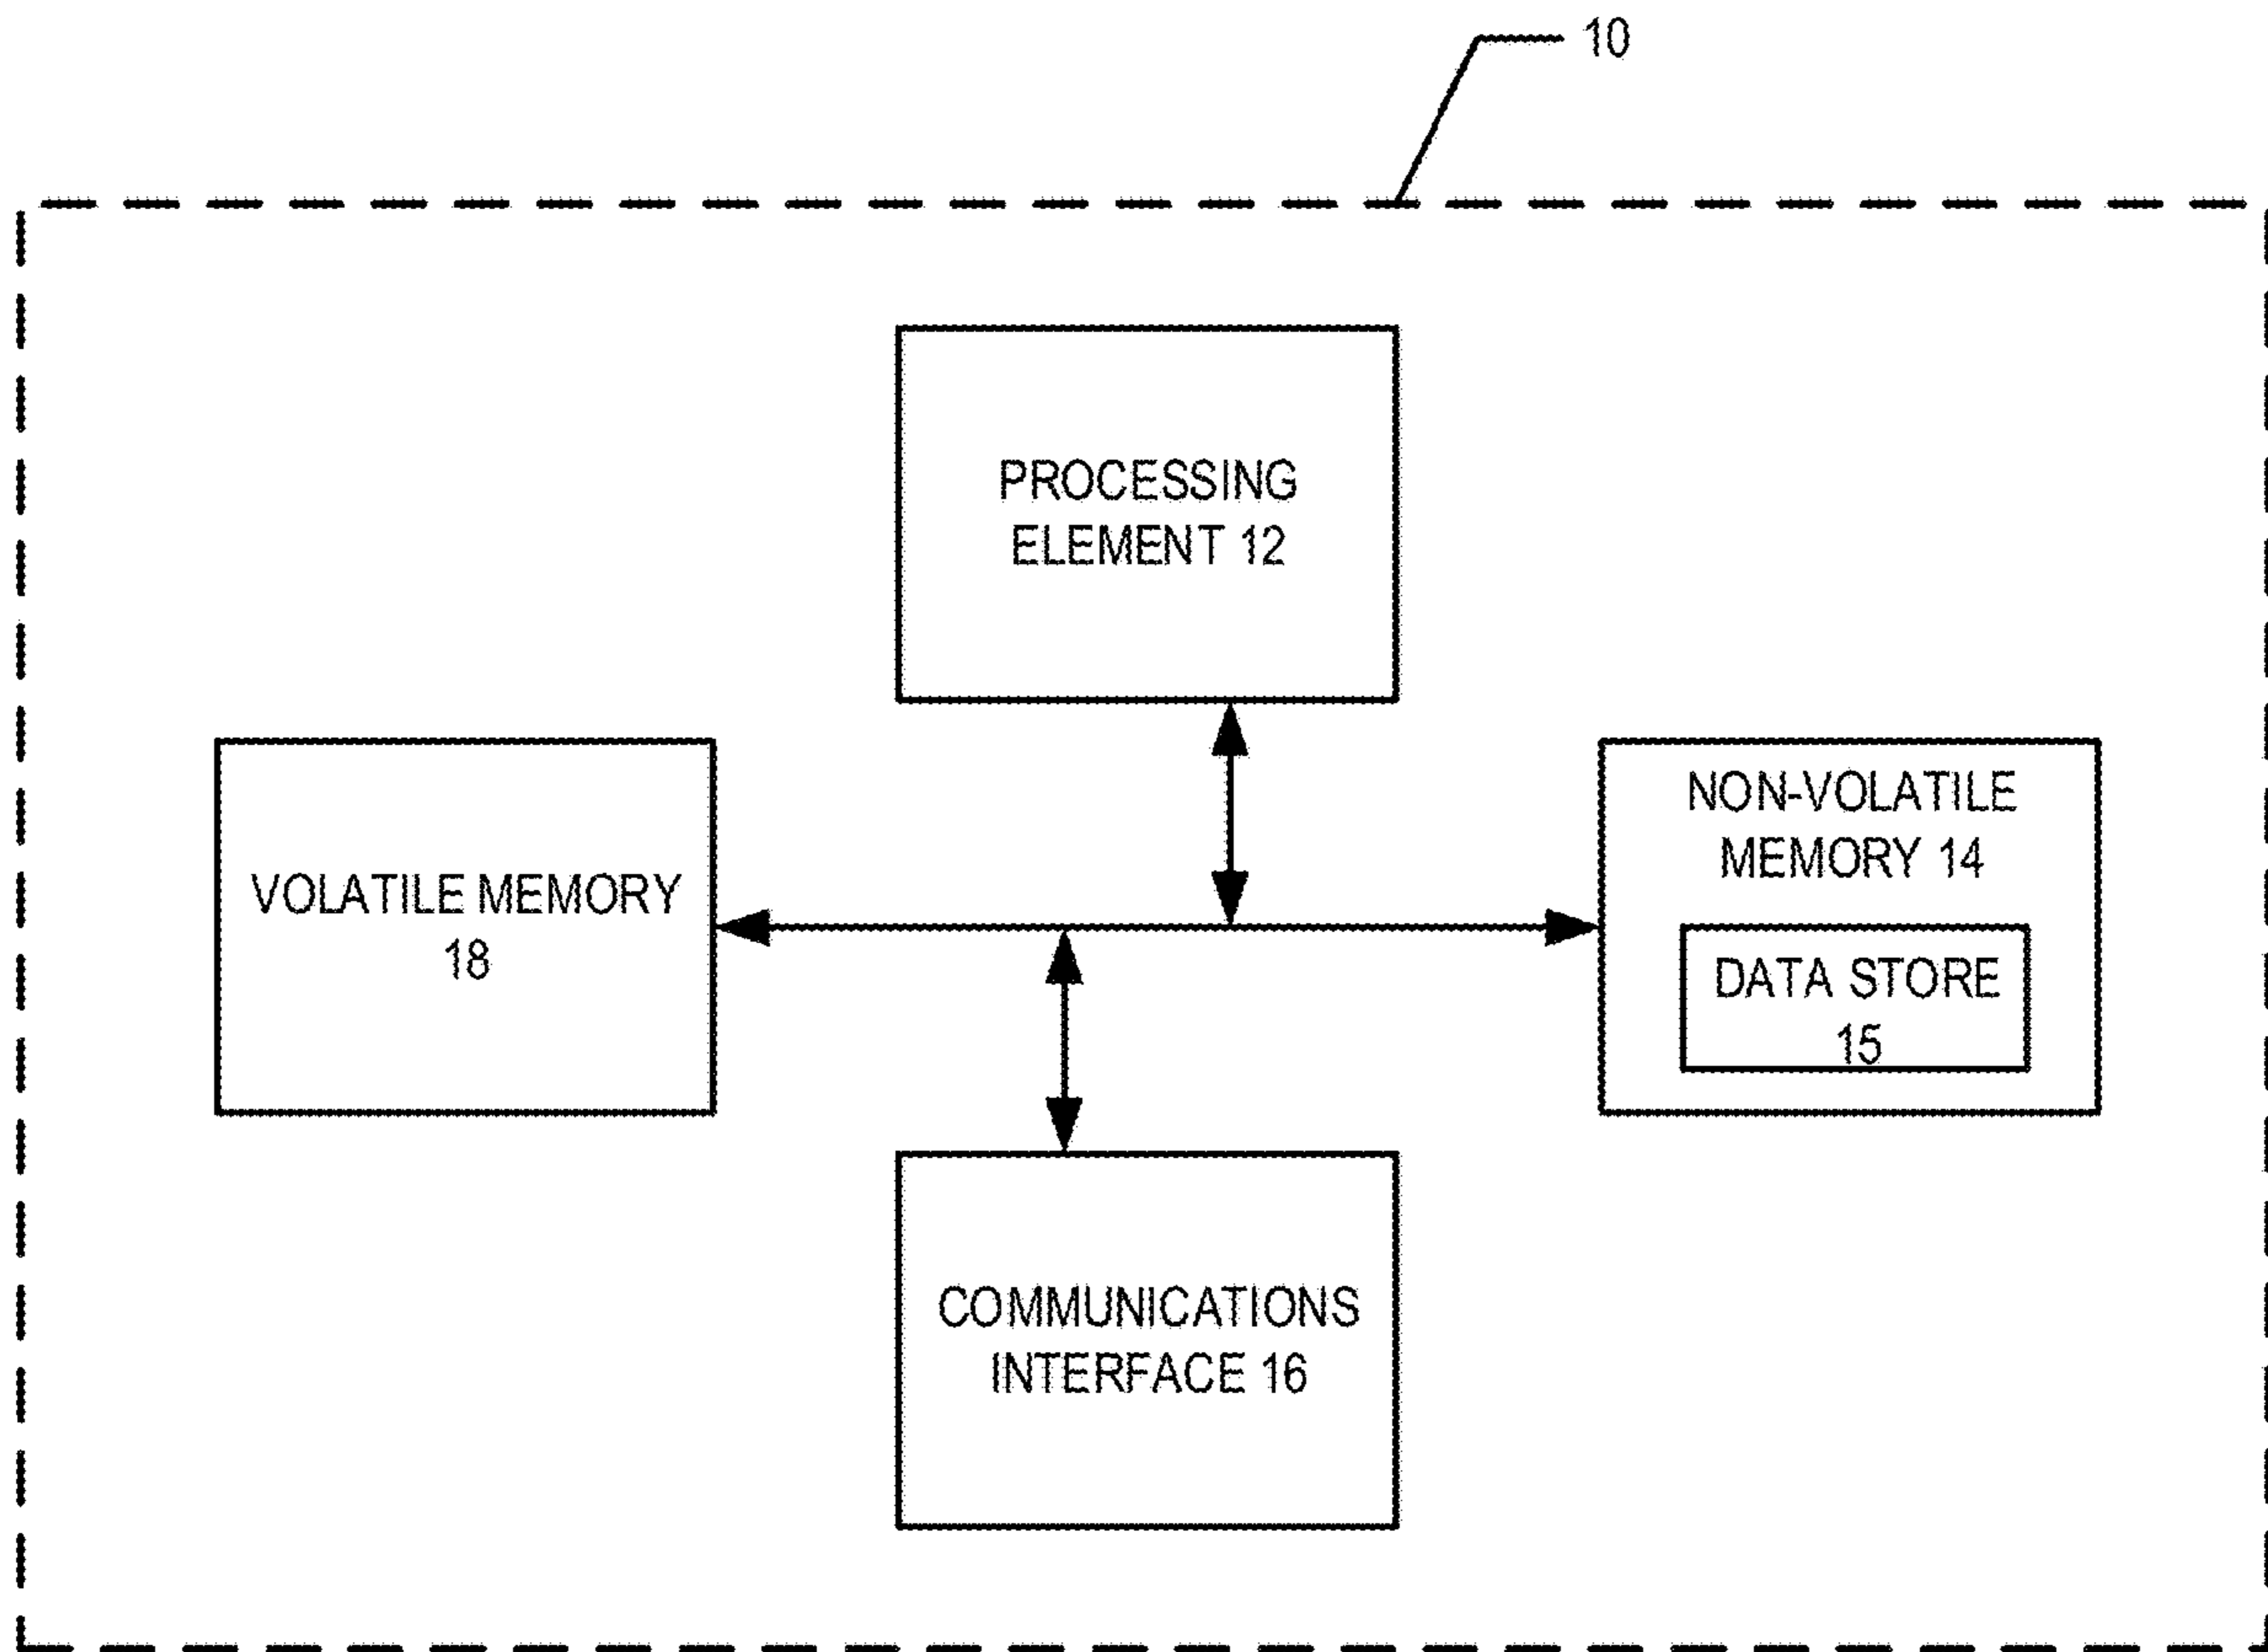 10
PROCESSING
ELEMENT 12
VOLATILE MEMORY
18
NON-VOLATILE
MEMORY 14
DATA STORE
15
COMMUNICATIONS
INTERFACE 16